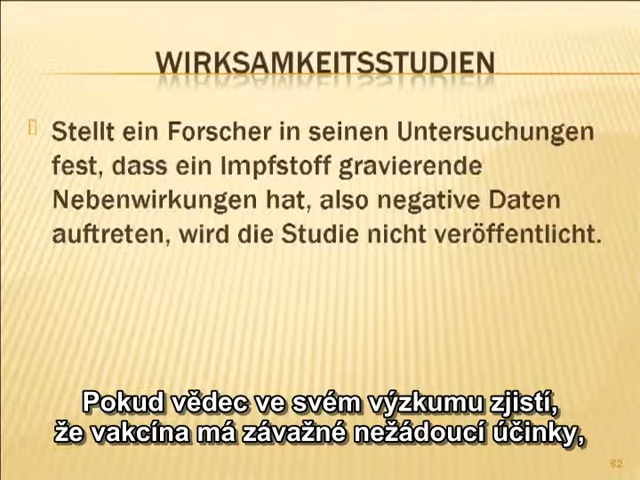 WIRKSAMKEITSSTUDIEN
Stellt ein Forscher in seinen Untersuchungen
fest, dass ein Impfstoff gravierende
Nebenwirkungen hat, also negative Daten
auftreten, wird die Studie nicht veröffentlicht.
Pokud vědec ve svém výzkumu zjistí,
že vakcína má závažné nežádoucí účinky,
82